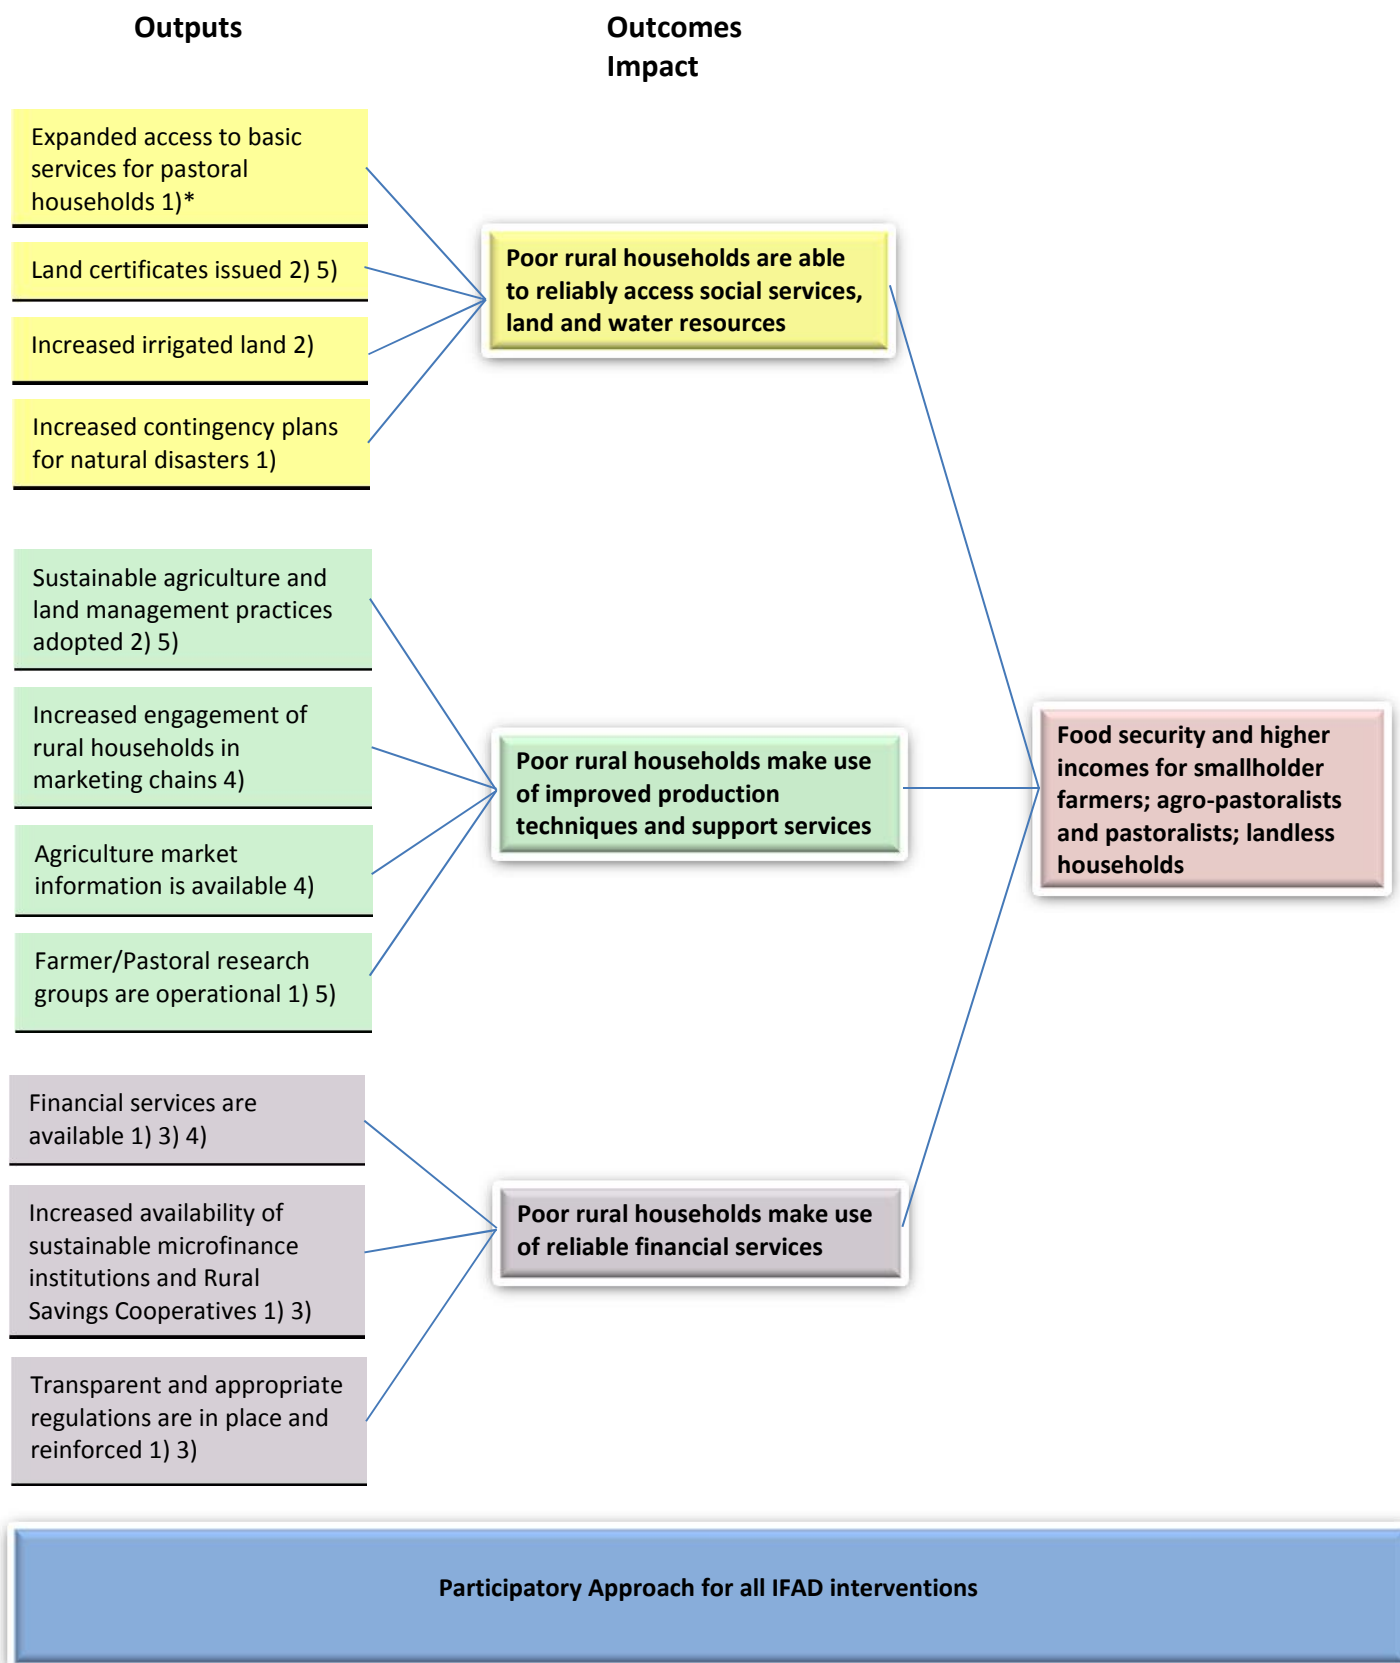 Outputs
Outcomes
Impact
Expanded access to basic
services for pastoral
households 1)*
Land certificates issued 2) 5)
Increased irrigated land 2)
Increased contingency plans
for natural disasters 1)
Poor rural households are able
to reliably access social services,
land and water resources
Sustainable agriculture and
land management practices
adopted 2) 5)
Increased engagement of
rural households in
marketing chains 4)
Agriculture market
information is available 4)
Farmer/Pastoral research
groups are operational 1) 5)
Poor rural households make use
of improved production
techniques and support services
Food security and higher
incomes for smallholder
farmers; agro-pastoralists
and pastoralists; landless
households
Financial services are
available 1) 3) 4)
Increased availability of
sustainable microfinance
institutions and Rural
Savings Cooperatives 1) 3)
Transparent and appropriate
regulations are in place and
reinforced 1) 3)
Poor rural households make use
of reliable financial services
Participatory Approach for all IFAD interventions